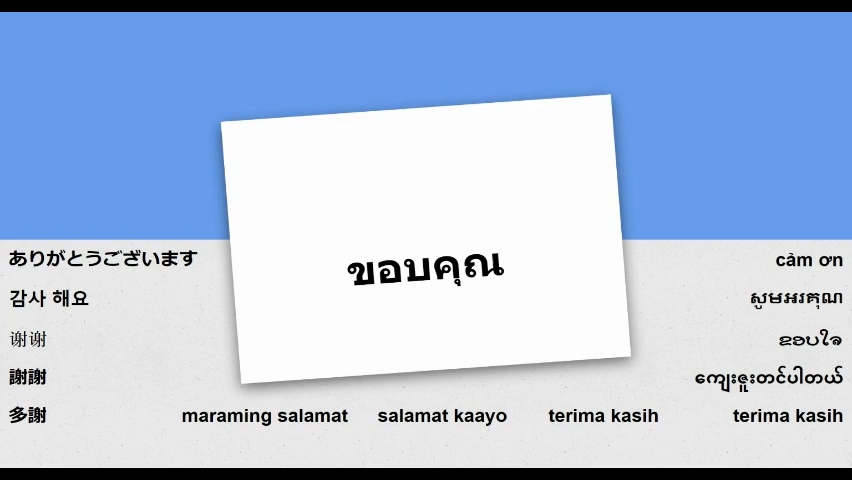 ありがとうございます
cảm ơn
ขอบคุณ
감사 해요
សូមអរគុណ
谢谢
ຂອບໃຈ
謝謝
ကျေးဇူးတင်ပါတယ်
多謝
maraming salamat
salamat kaayo
terima kasih
terima kasih